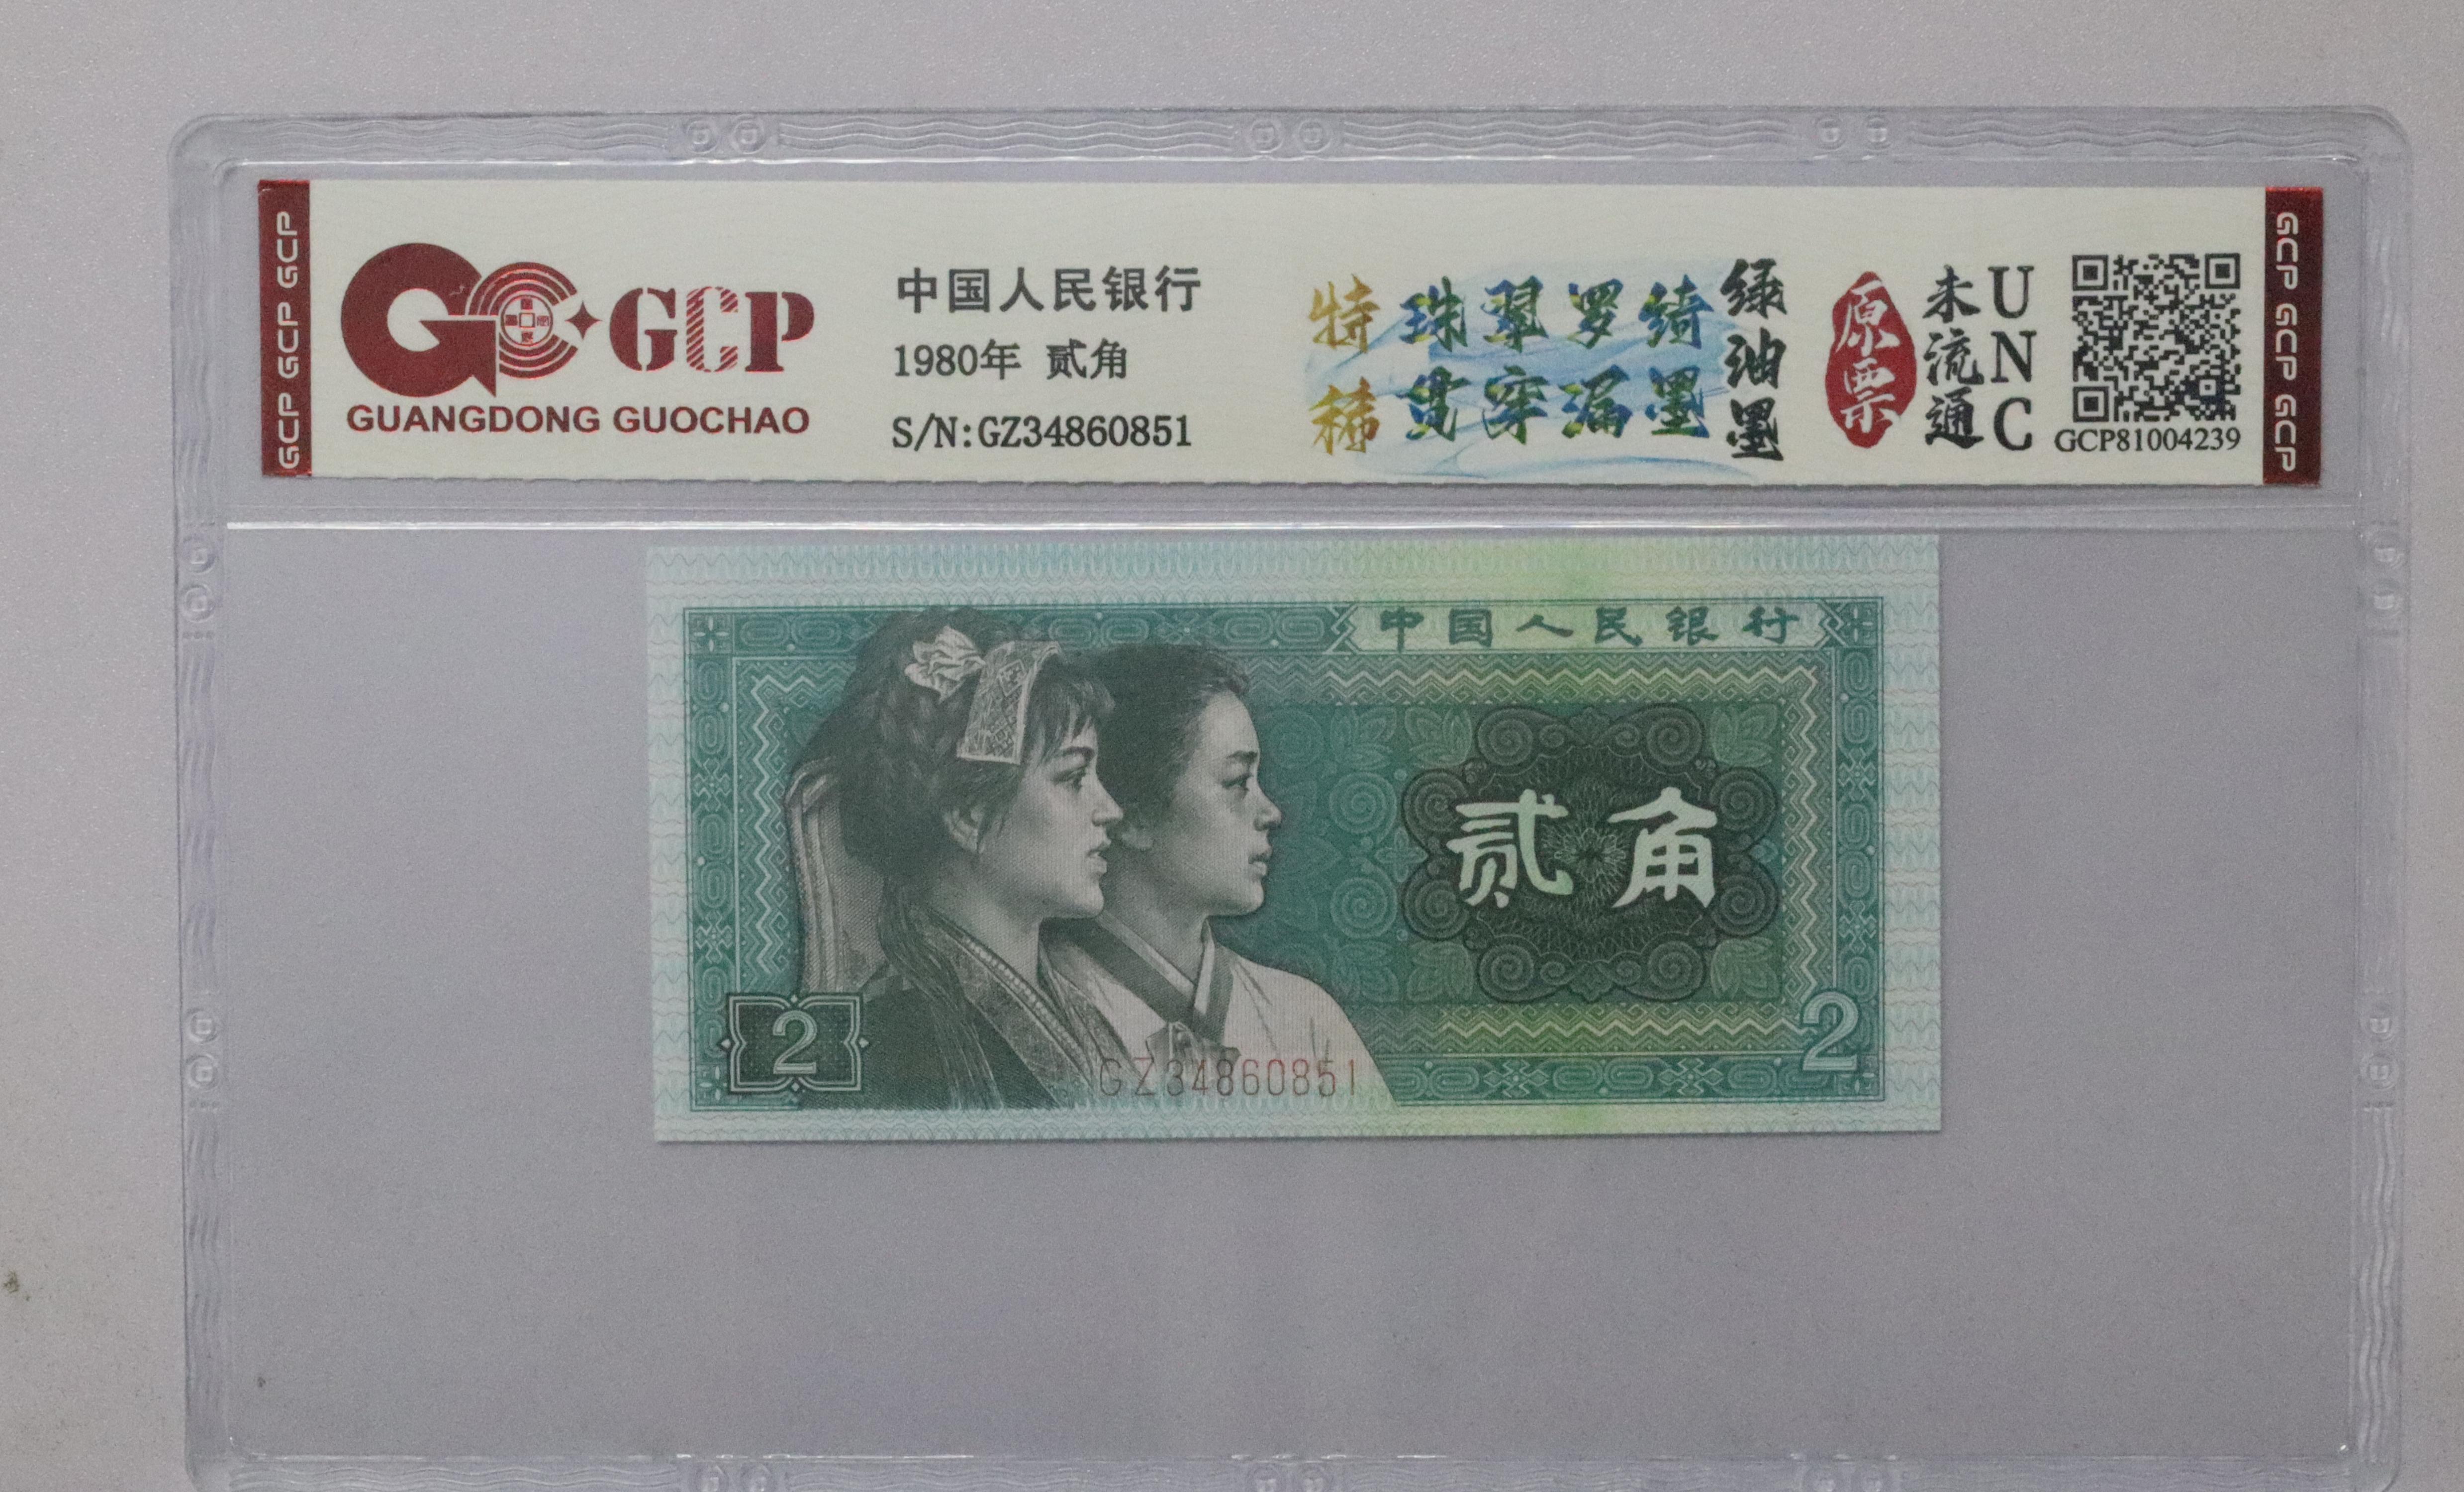 GCP GCP GCP
GCP
GUANGDONG GUOCHAO
中国人民银行
1980年 贰角
S/N:GZ34860851
特稀
珠翠罗绮
贯穿漏墨
绿油墨
原票
未流通
UNC
GCP81004239
GCP GCP GCP
中国人民银行
贰角
2
2
GZ34860851